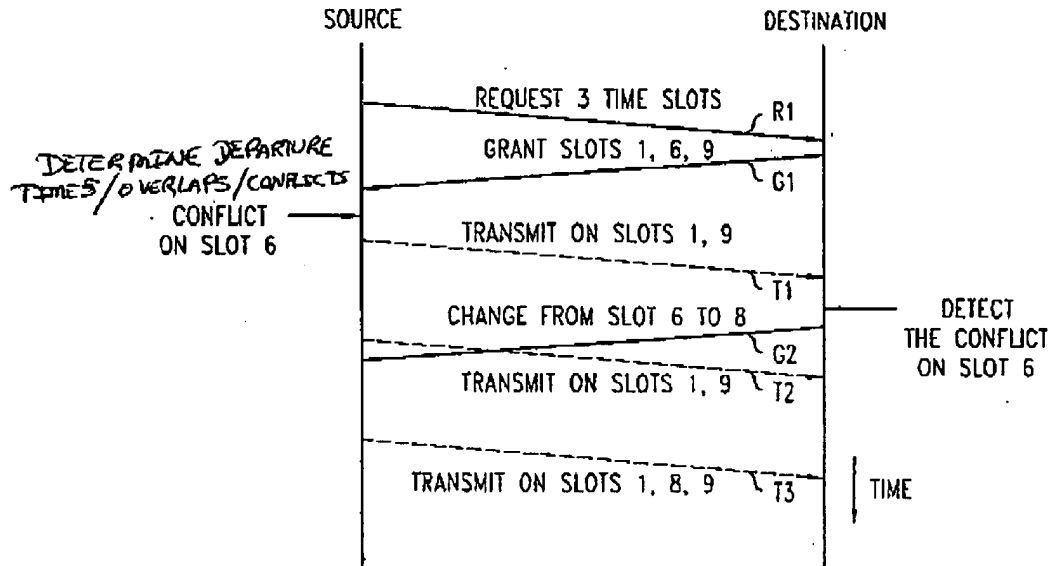 SOURCE
DESTINATION
REQUEST 3 TIME SLOTS
R1
GRANT SLOTS 1, 6, 9
G1
DETERMINE DEPARTURE
TIMES/OVERLAPS/CONFLICTS
CONFLICT
ON SLOT 6
TRANSMIT ON SLOTS 1, 9
T1
CHANGE FROM SLOT 6 TO 8
G2
DETECT
THE CONFLICT
ON SLOT 6
TRANSMIT ON SLOTS 1, 9
T2
TRANSMIT ON SLOTS 1, 8, 9
T3
TIME